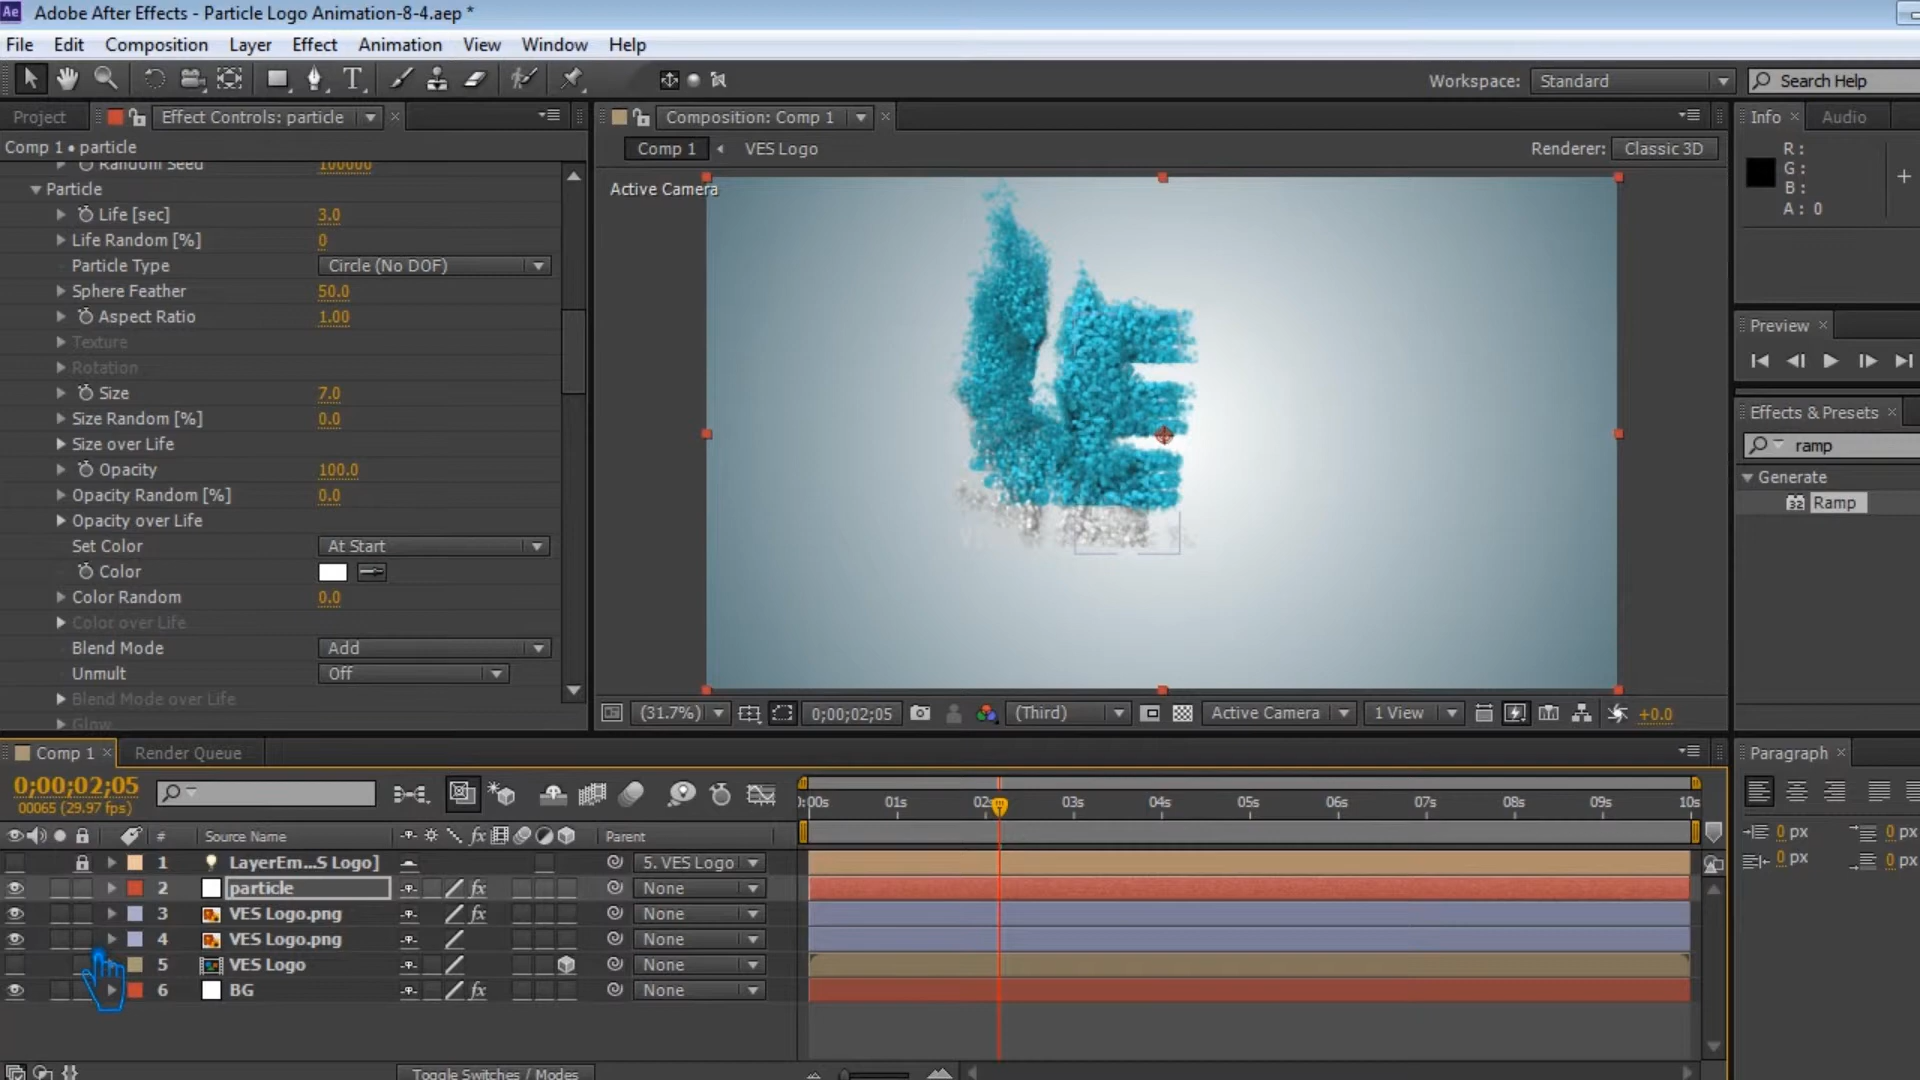 Ae Adobe After Effects - Particle Logo Animation-8-4.aep *
File Edit Composition Layer Effect Animation View Window Help
T Workspace: Standard Search Help
Project Effect Controls: particle
Comp 1 • particle
Random Seed 100000
Particle
Life [sec] 3.0
Life Random [%] 0
Particle Type Circle (No DOF)
Sphere Feather 50.0
Aspect Ratio 1.00
Texture
Rotation
Size 7.0
Size Random [%] 0.0
Size over Life
Opacity 100.0
Opacity Random [%] 0.0
Opacity over Life
Set Color At Start
Color
Color Random 0.0
Color over Life
Blend Mode Add
Unmult Off
Blend Mode over Life
Glow
Composition: Comp 1
Comp 1 VES Logo Renderer: Classic 3D
Active Camera
(31.7%) 0;00;02;05 (Third) Active Camera 1 View +0.0
Info Audio
R :
G :
B :
A : 0
Preview
Effects & Presets
ramp
Generate
32 Ramp
Comp 1 Render Queue
0;00;02;05
00065 (29.97 fps)
# Source Name fx Parent
1 LayerEm...S Logo] 5. VES Logo
2 particle fx None
3 VES Logo.png fx None
4 VES Logo.png None
5 VES Logo None
6 BG fx None
):00s 01s 02s 03s 04s 05s 06s 07s 08s 09s 10s
Toggle Switches / Modes
Paragraph
0 px 0 px
0 px 0 px